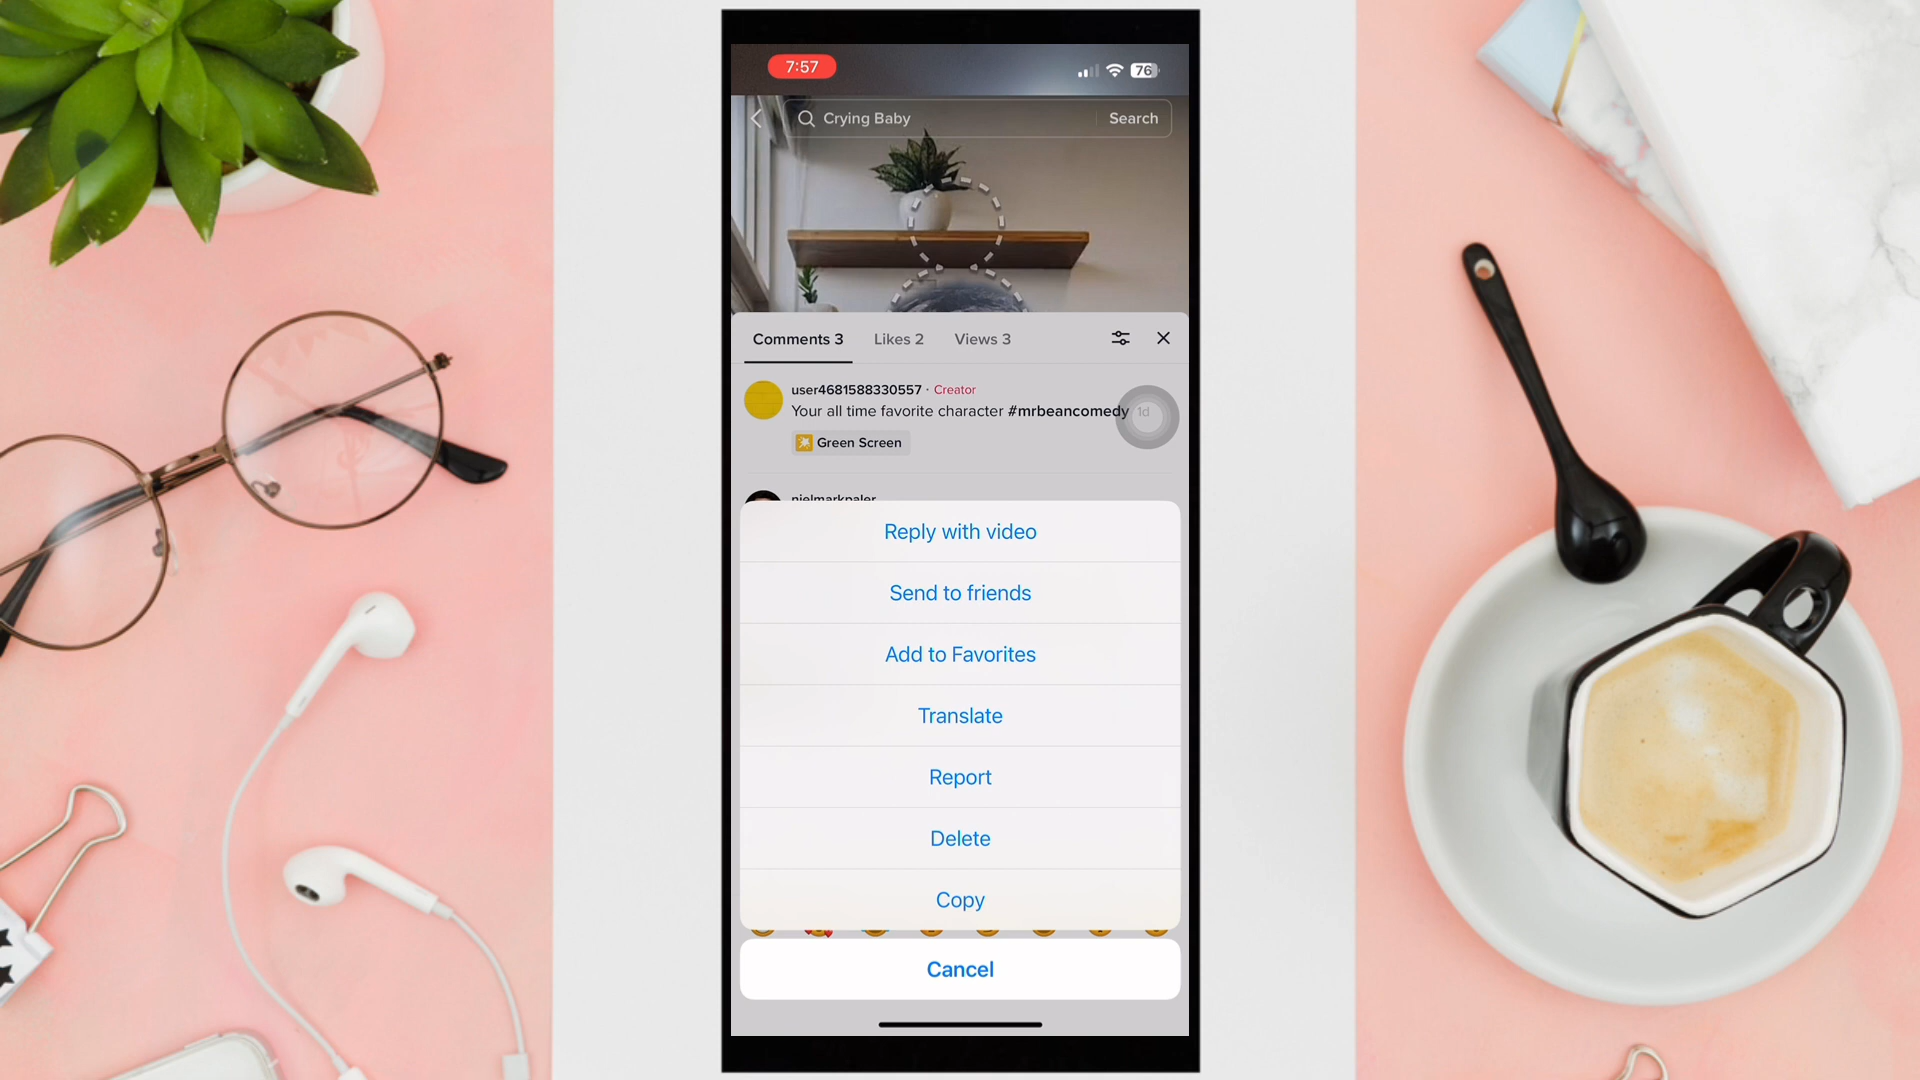 7:57
76
Crying Baby
Search
Comments 3
Likes 2
Views 3
user4681588330557 · Creator
Your all time favorite character #mrbeancomedy 1d
Green Screen
nielmarkpaler
Reply with video
Send to friends
Add to Favorites
Translate
Report
Delete
Copy
Cancel